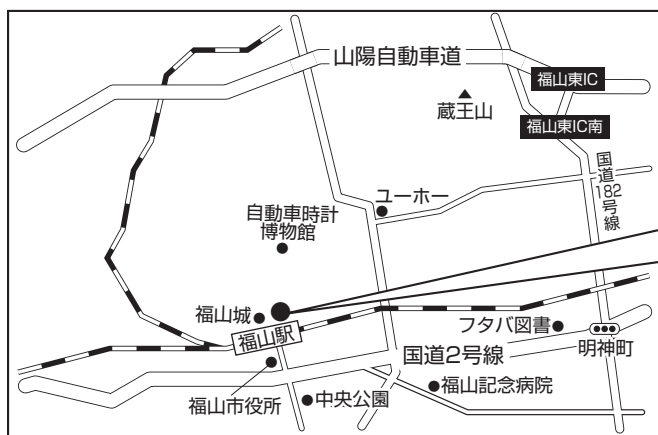 山陽自動車道
福山東IC
蔵王山
福山東IC南
国道182号線
ユーホー
自動車時計
博物館
福山城
福山駅
フタバ図書
明神町
国道2号線
福山市役所
中央公園
福山記念病院